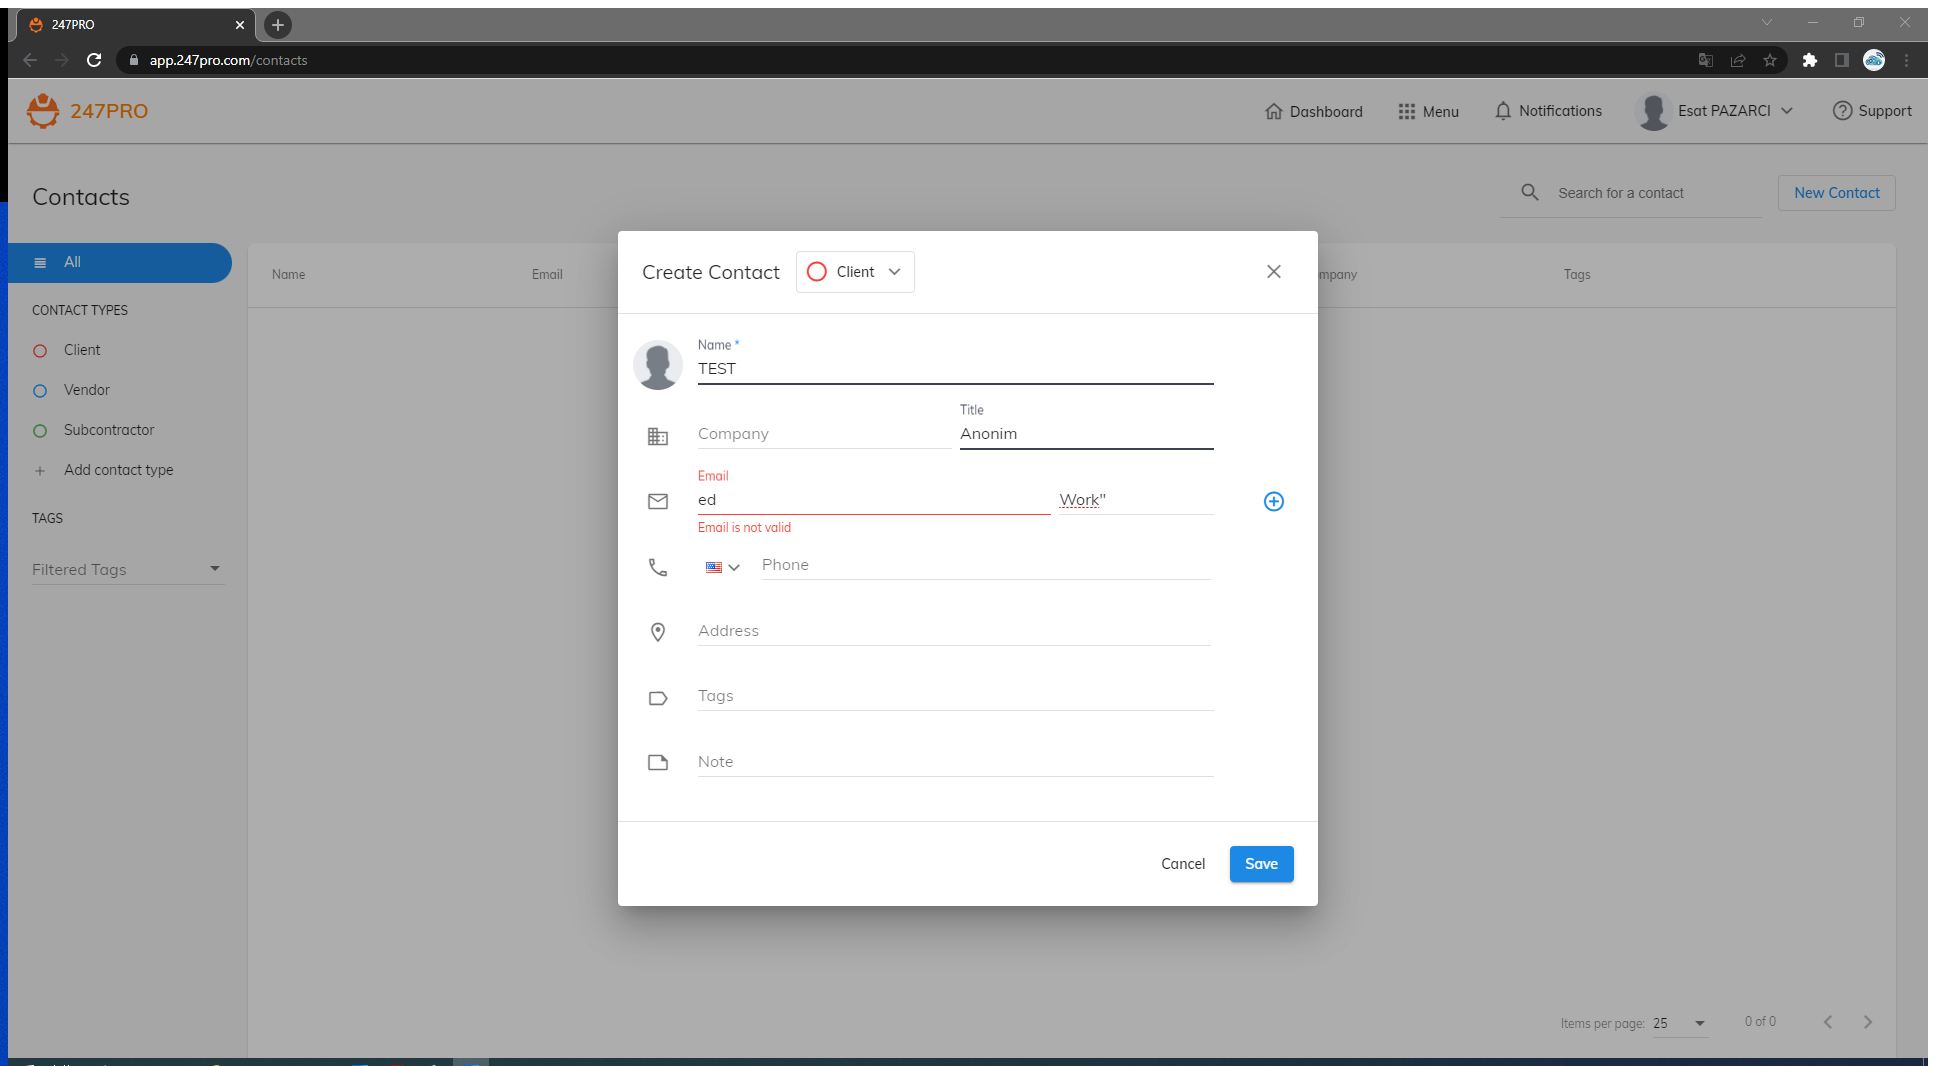 247PRO
app.247pro.com/contacts
247PRO
Dashboard
Menu
Notifications
Esat PAZARCI
Support
Contacts
Search for a contact
New Contact
All
Name
Email
mpany
Tags
CONTACT TYPES
Client
Vendor
Subcontractor
Add contact type
TAGS
Filtered Tags
Create Contact
Client
Name *
TEST
Company
Title
Anonim
Email
ed
Work"
Email is not valid
Phone
Address
Tags
Note
Cancel
Save
Items per page: 25
0 of 0